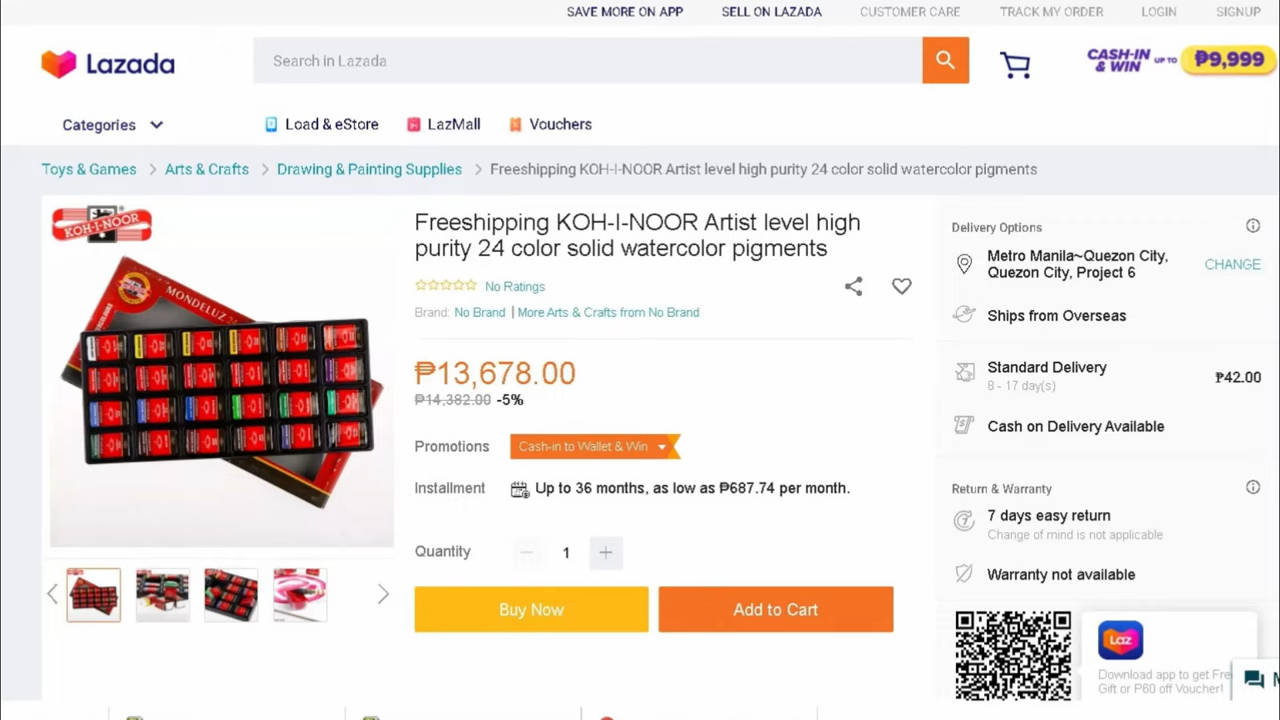 SAVE MORE ON APP
SELL ON LAZADA
CUSTOMER CARE
TRACK MY ORDER
LOGIN
SIGNUP
Lazada
Search in Lazada
CASH-IN
& WIN
UP TO
₱9,999
Categories
Load & eStore
LazMall
Vouchers
Toys & Games
Arts & Crafts
Drawing & Painting Supplies
Freeshipping KOH-I-NOOR Artist level high purity 24 color solid watercolor pigments
KOH-I-NOOR
MONDELUZ
Freeshipping KOH-I-NOOR Artist level high
purity 24 color solid watercolor pigments
No Ratings
Brand: No Brand | More Arts & Crafts from No Brand
₱13,678.00
₱14,382.00 -5%
Promotions
Cash-in to Wallet & Win
Installment
Up to 36 months, as low as ₱687.74 per month.
Quantity
1
Buy Now
Add to Cart
Delivery Options
Metro Manila~Quezon City,
Quezon City, Project 6
CHANGE
Ships from Overseas
Standard Delivery
8 - 17 day(s)
₱42.00
Cash on Delivery Available
Return & Warranty
7 days easy return
Change of mind is not applicable
Warranty not available
Laz
Download app to get Fre
Gift or ₱60 off Voucher!
M